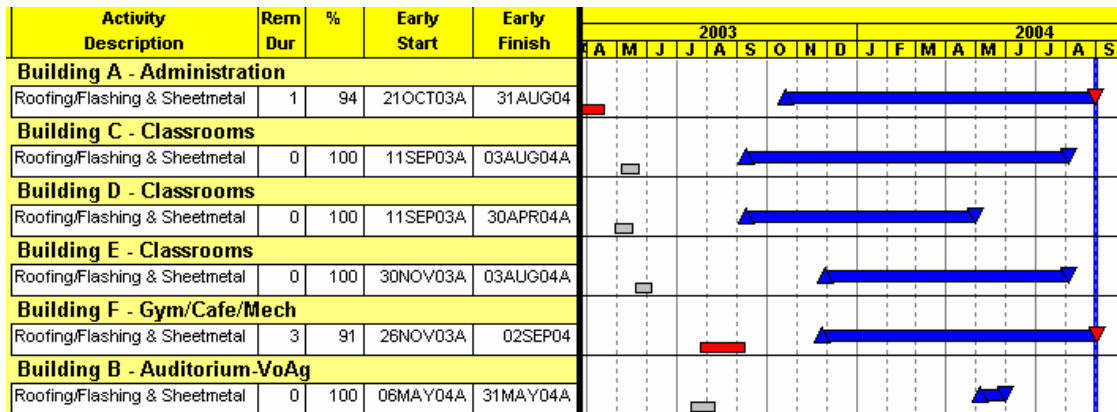 Activity Rem % Early Early 2003 2004
Description Dur Start Finish A M J J A S O N D J F M A M J J A S
Building A - Administration
Roofing/Flashing & Sheetmetal 1 94 21OCT03A 31AUG04
Building C - Classrooms
Roofing/Flashing & Sheetmetal 0 100 11SEP03A 03AUG04A
Building D - Classrooms
Roofing/Flashing & Sheetmetal 0 100 11SEP03A 30APR04A
Building E - Classrooms
Roofing/Flashing & Sheetmetal 0 100 30NOV03A 03AUG04A
Building F - Gym/Cafe/Mech
Roofing/Flashing & Sheetmetal 3 91 26NOV03A 02SEP04
Building B - Auditorium-VoAg
Roofing/Flashing & Sheetmetal 0 100 06MAY04A 31MAY04A